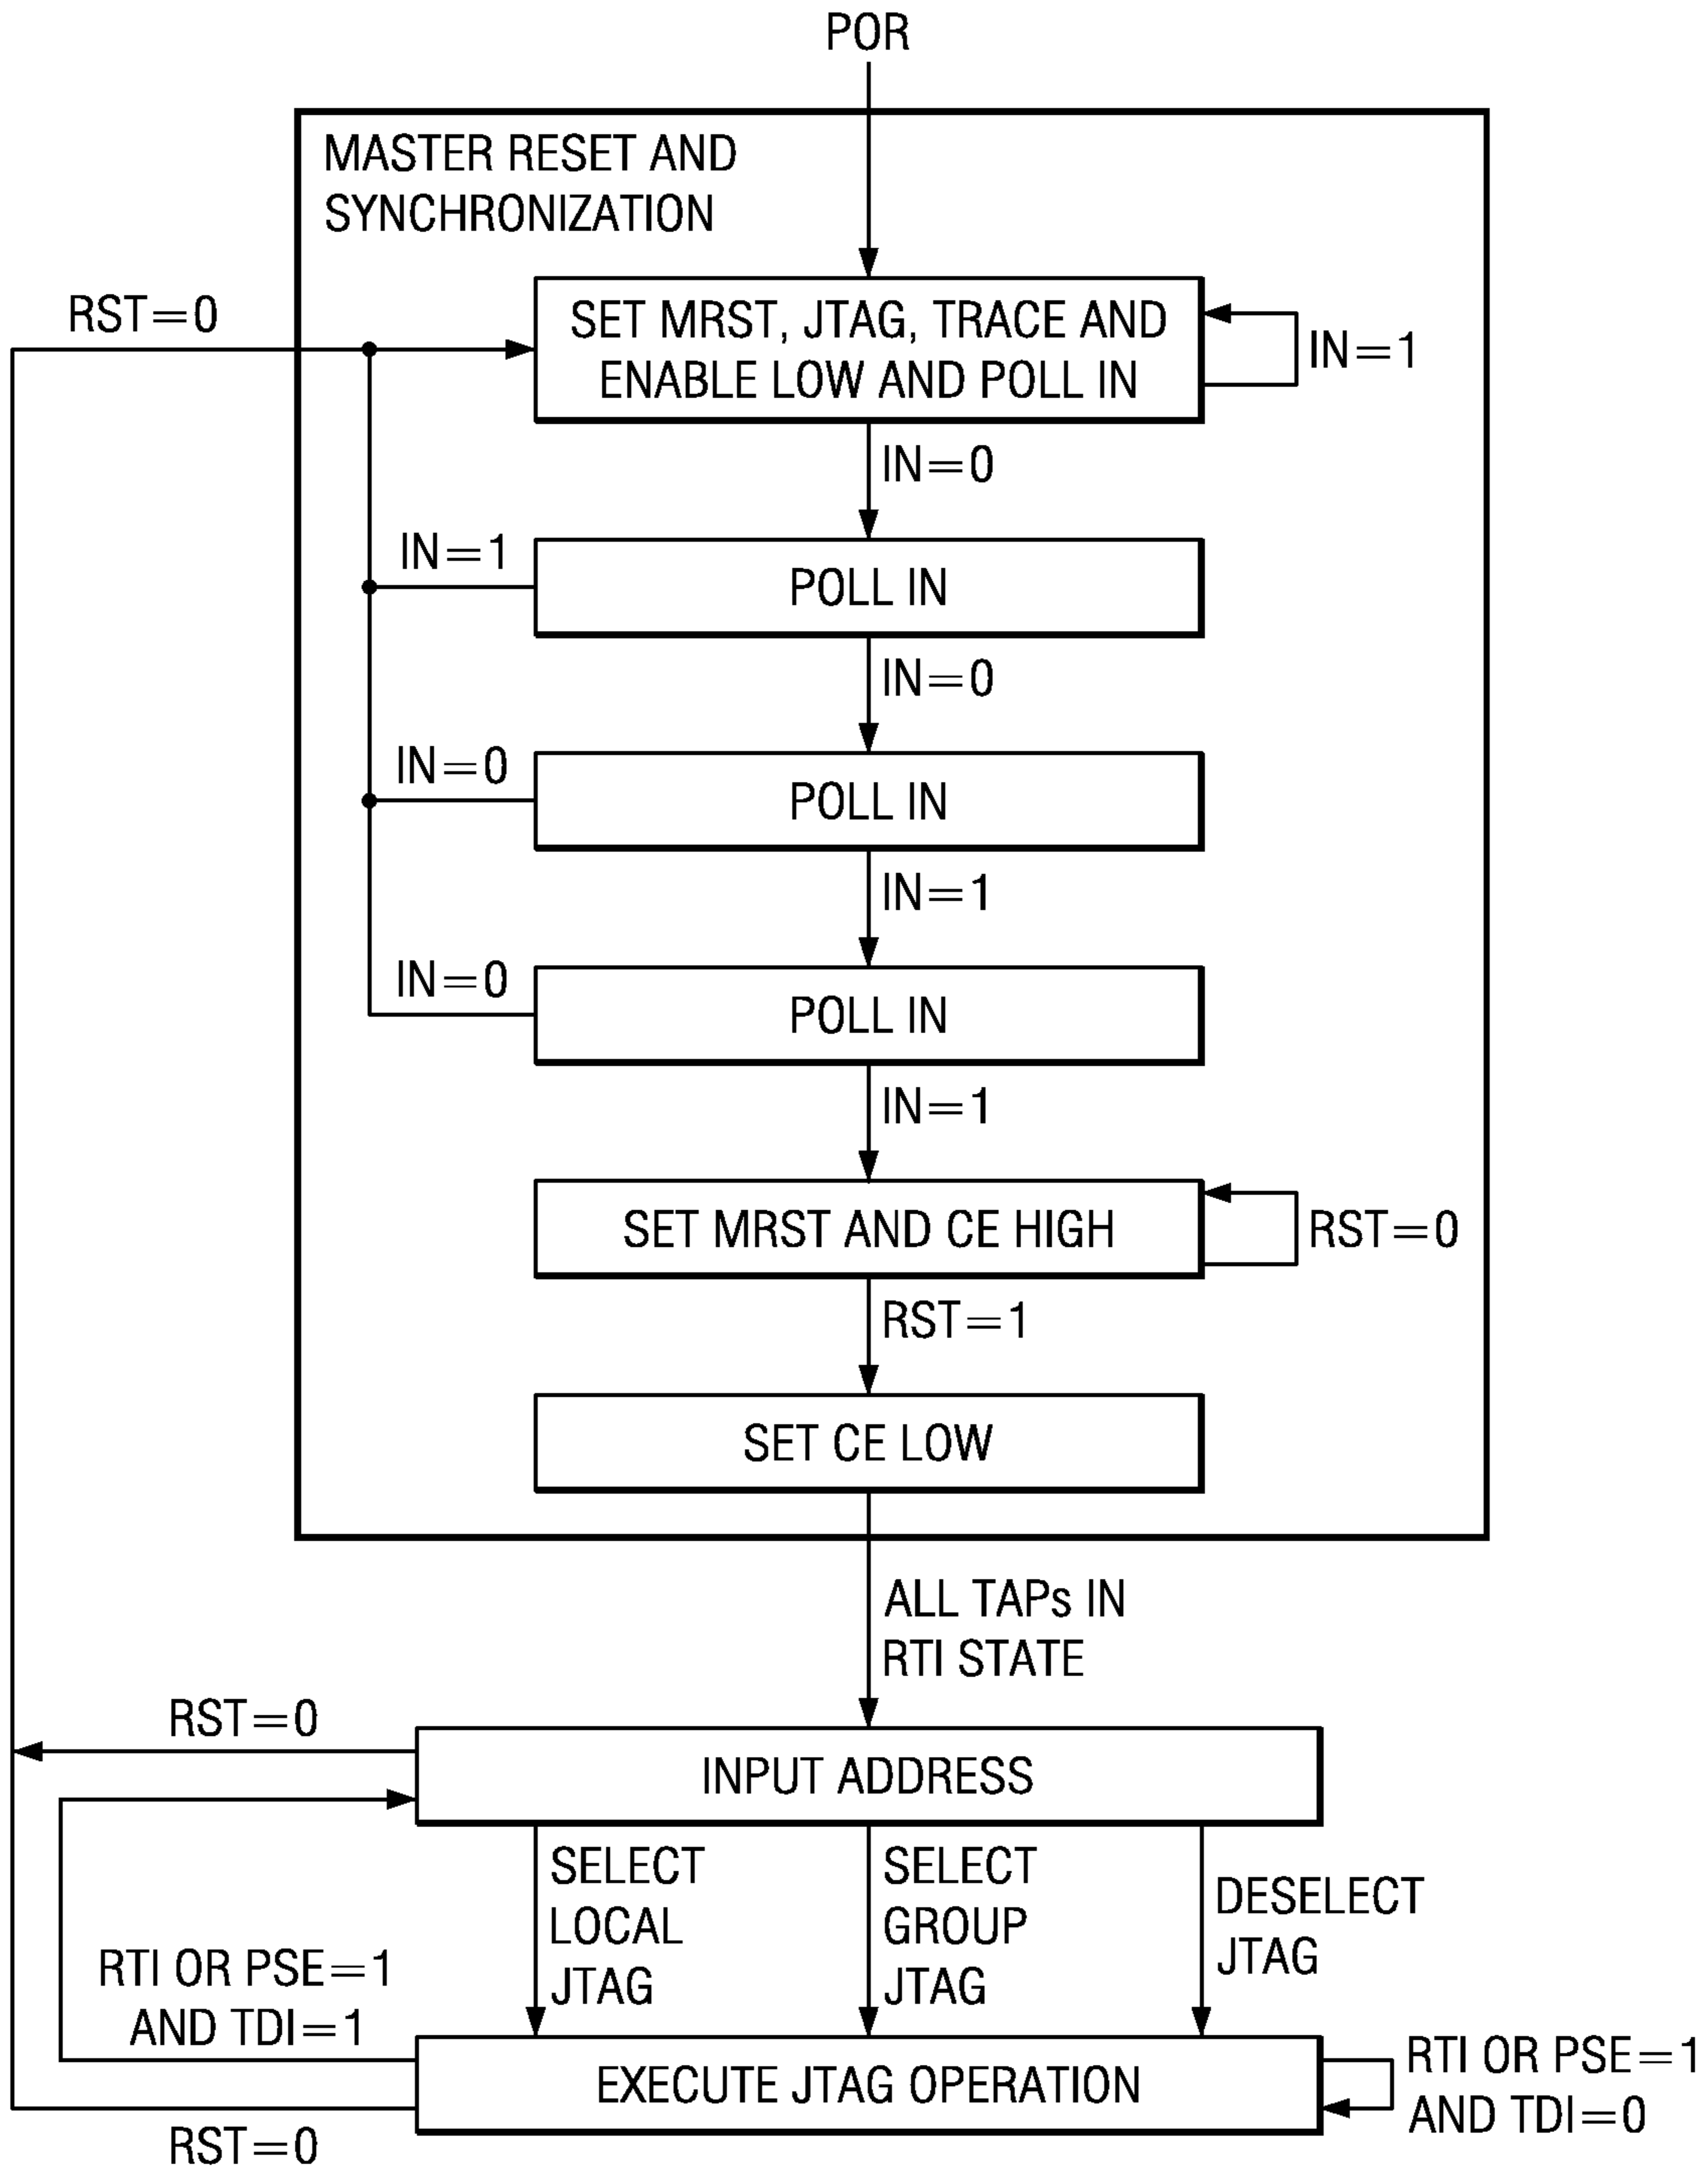 POR
MASTER RESET AND
SYNCHRONIZATION
RST=0
SET MRST, JTAG, TRACE AND
ENABLE LOW AND POLL IN
IN=1
IN=0
IN=1
POLL IN
IN=0
IN=0
POLL IN
IN=1
IN=0
POLL IN
IN=1
SET MRST AND CE HIGH
RST=0
RST=1
SET CE LOW
ALL TAPs IN
RTI STATE
RST=0
INPUT ADDRESS
SELECT
LOCAL
JTAG
SELECT
GROUP
JTAG
DESELECT
JTAG
RTI OR PSE=1
AND TDI=1
EXECUTE JTAG OPERATION
RTI OR PSE=1
AND TDI=0
RST=0